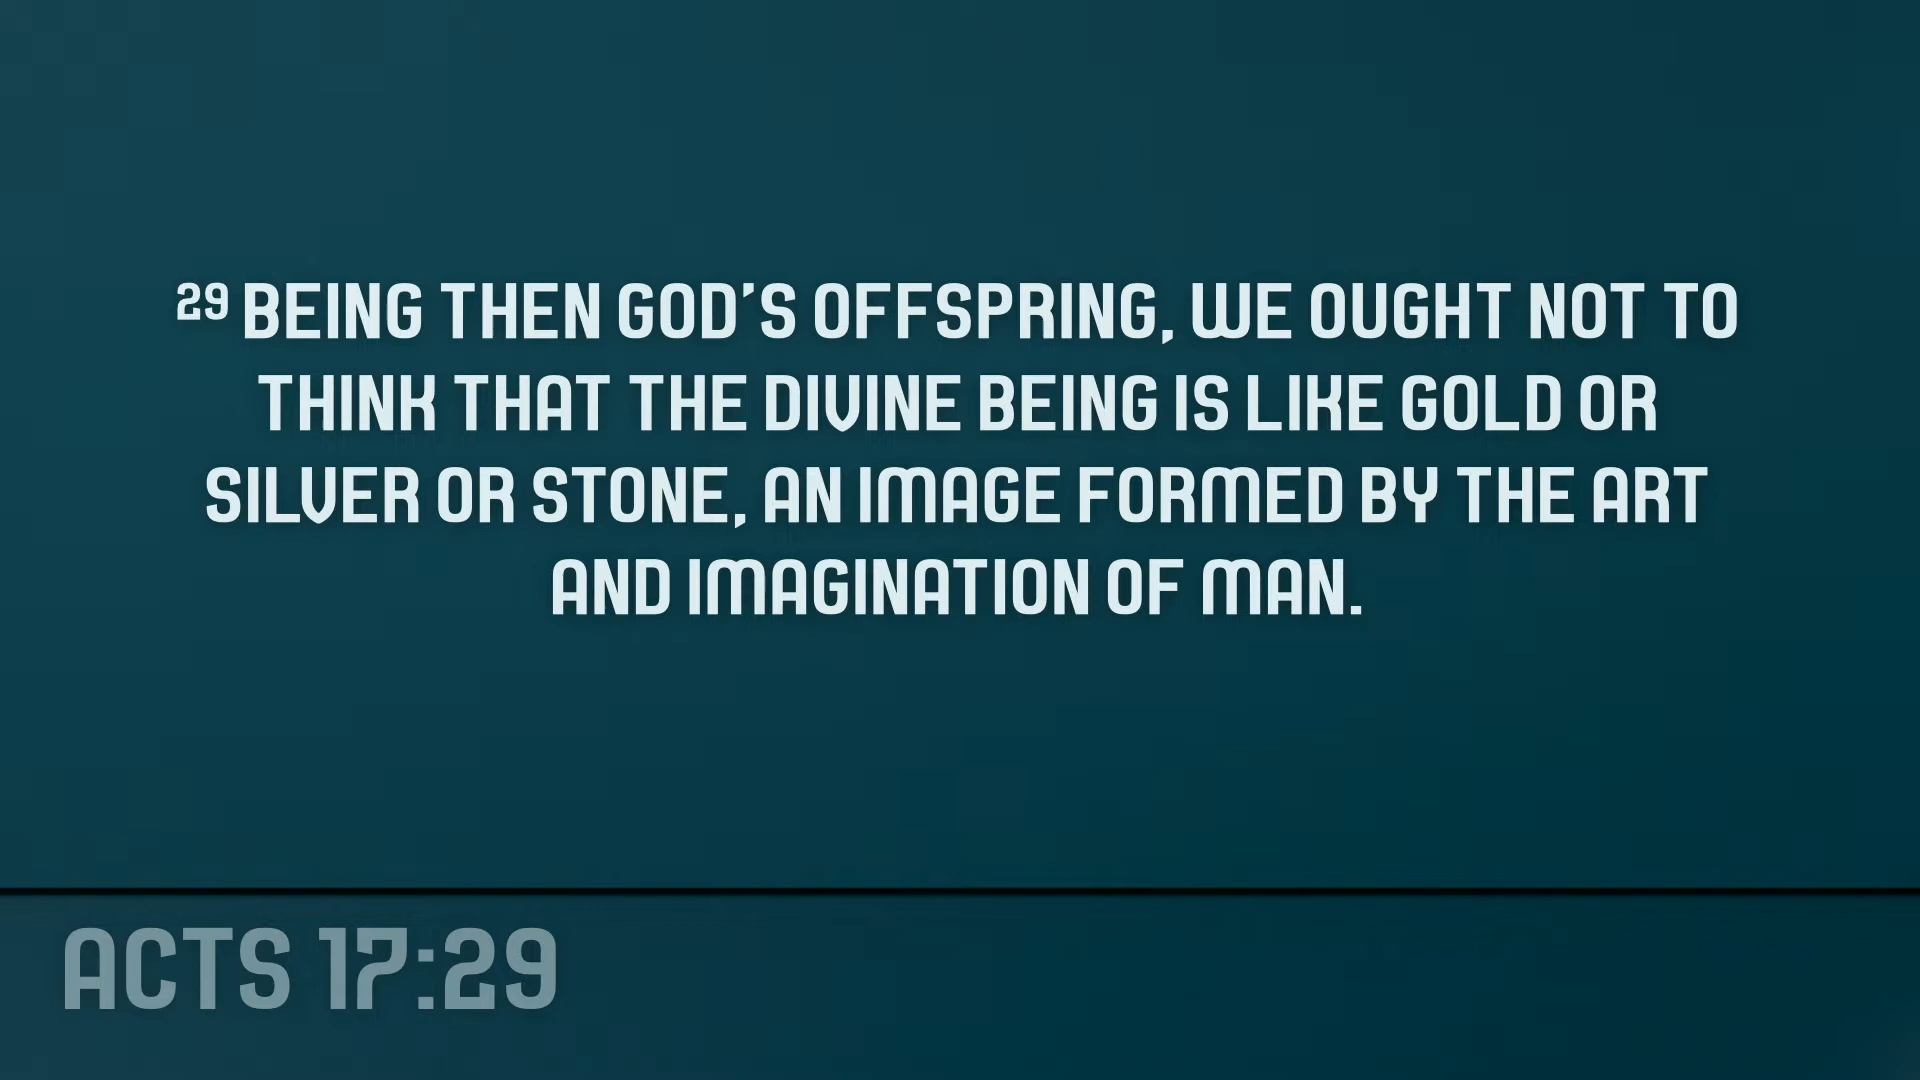 ²⁹ BEING THEN GOD'S OFFSPRING, WE OUGHT NOT TO
THINK THAT THE DIVINE BEING IS LIKE GOLD OR
SILVER OR STONE, AN IMAGE FORMED BY THE ART
AND IMAGINATION OF MAN.
ACTS 17:29